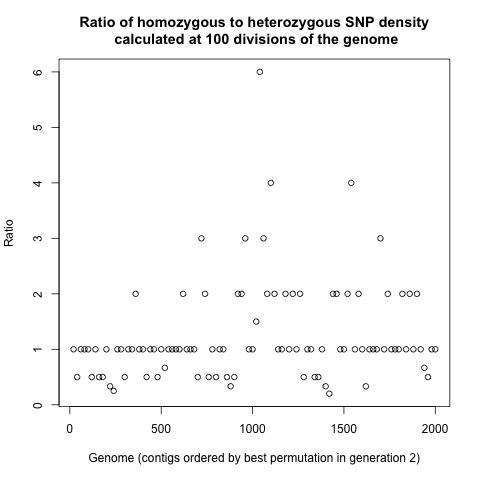 Ratio of homozygous to heterozygous SNP density
calculated at 100 divisions of the genome
Ratio
6
5
4
3
2
1
0
0 500 1000 1500 2000
Genome (contigs ordered by best permutation in generation 2)